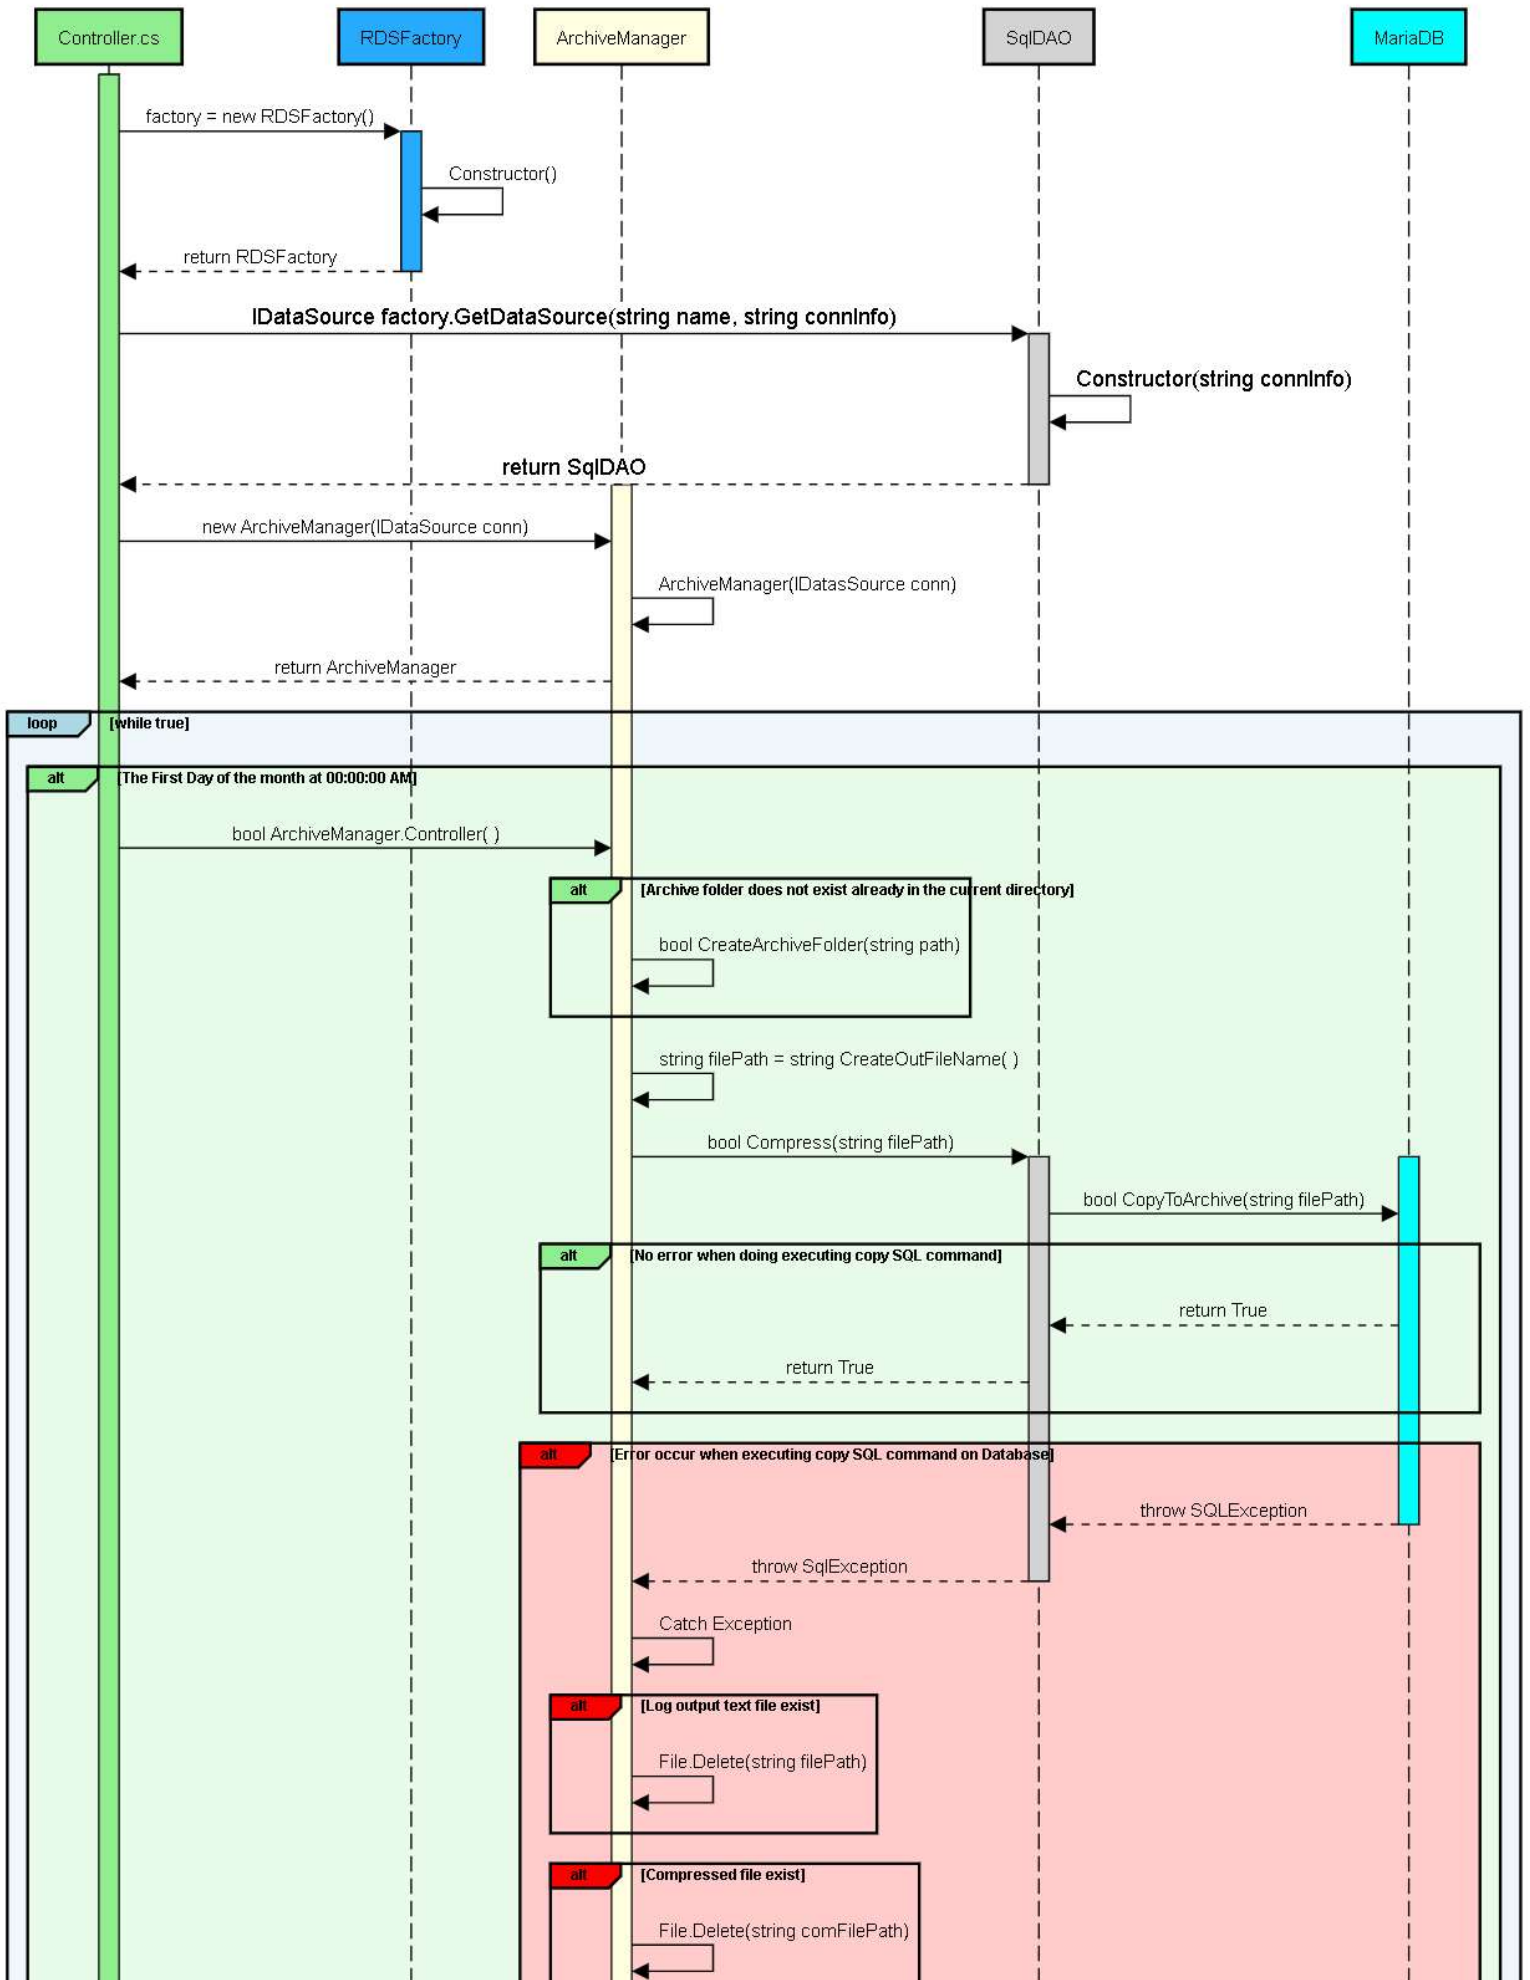 Controller.cs
RDSFactory
ArchiveManager
SqlDAO
MariaDB
factory = new RDSFactory()
Constructor()
return RDSFactory
IDataSource factory.GetDataSource(string name, string connInfo)
Constructor(string connInfo)
return SqlDAO
new ArchiveManager(IDataSource conn)
ArchiveManager(IDatasSource conn)
return ArchiveManager
loop [while true]
alt [The First Day of the month at 00:00:00 AM]
bool ArchiveManager.Controller( )
alt [Archive folder does not exist already in the current directory]
bool CreateArchiveFolder(string path)
string filePath = string CreateOutFileName( )
bool Compress(string filePath)
bool CopyToArchive(string filePath)
alt [No error when doing executing copy SQL command]
return True
return True
alt [Error occur when executing copy SQL command on Database]
throw SQLException
throw SqlException
Catch Exception
alt [Log output text file exist]
File.Delete(string filePath)
alt [Compressed file exist]
File.Delete(string comFilePath)